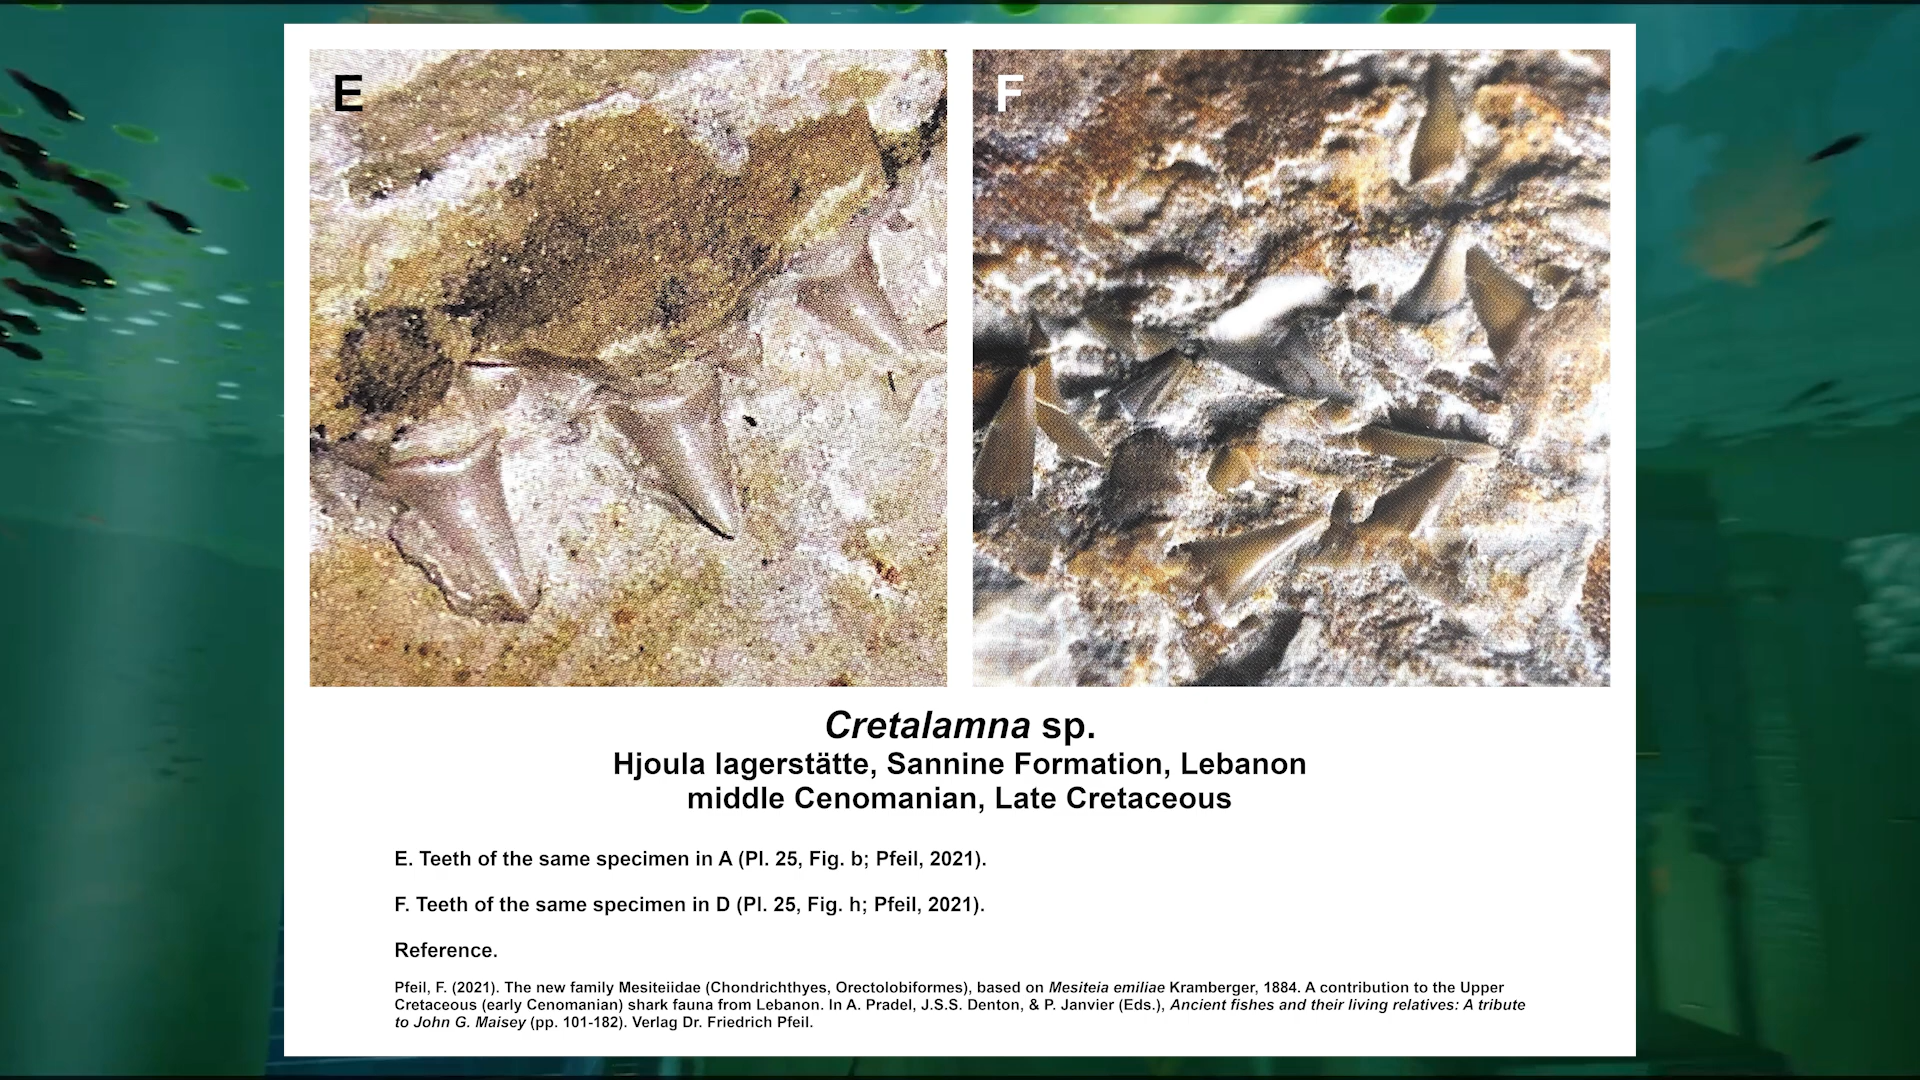 E
F
Cretalamna sp.
Hjoula lagerstätte, Sannine Formation, Lebanon
middle Cenomanian, Late Cretaceous
E. Teeth of the same specimen in A (Pl. 25, Fig. b; Pfeil, 2021).
F. Teeth of the same specimen in D (Pl. 25, Fig. h; Pfeil, 2021).
Reference.
Pfeil, F. (2021). The new family Mesiteiidae (Chondrichthyes, Orectolobiformes), based on Mesiteia emiliae Kramberger, 1884. A contribution to the Upper
Cretaceous (early Cenomanian) shark fauna from Lebanon. In A. Pradel, J.S.S. Denton, & P. Janvier (Eds.), Ancient fishes and their living relatives: A tribute
to John G. Maisey (pp. 101-182). Verlag Dr. Friedrich Pfeil.